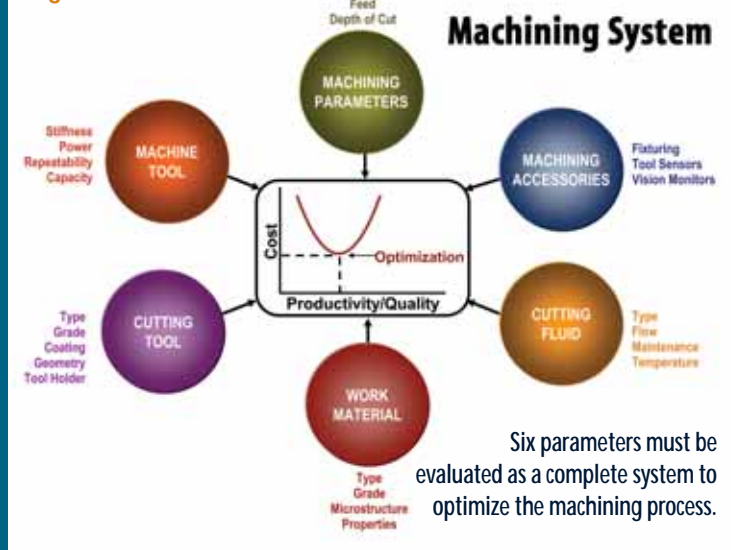 Feed
Depth of Cut
Machining System
MACHINING
PARAMETERS
Stiffness
Power
Repeatability
Capacity
MACHINE
TOOL
MACHINING
ACCESSORIES
Fixturing
Tool Sensors
Vision Monitors
Cost
Optimization
Productivity/Quality
Type
Grade
Coating
Geometry
Tool Holder
CUTTING
TOOL
CUTTING
FLUID
Type
Flow
Maintenance
Temperature
WORK
MATERIAL
Type
Grade
Microstructure
Properties
Six parameters must be
evaluated as a complete system to
optimize the machining process.